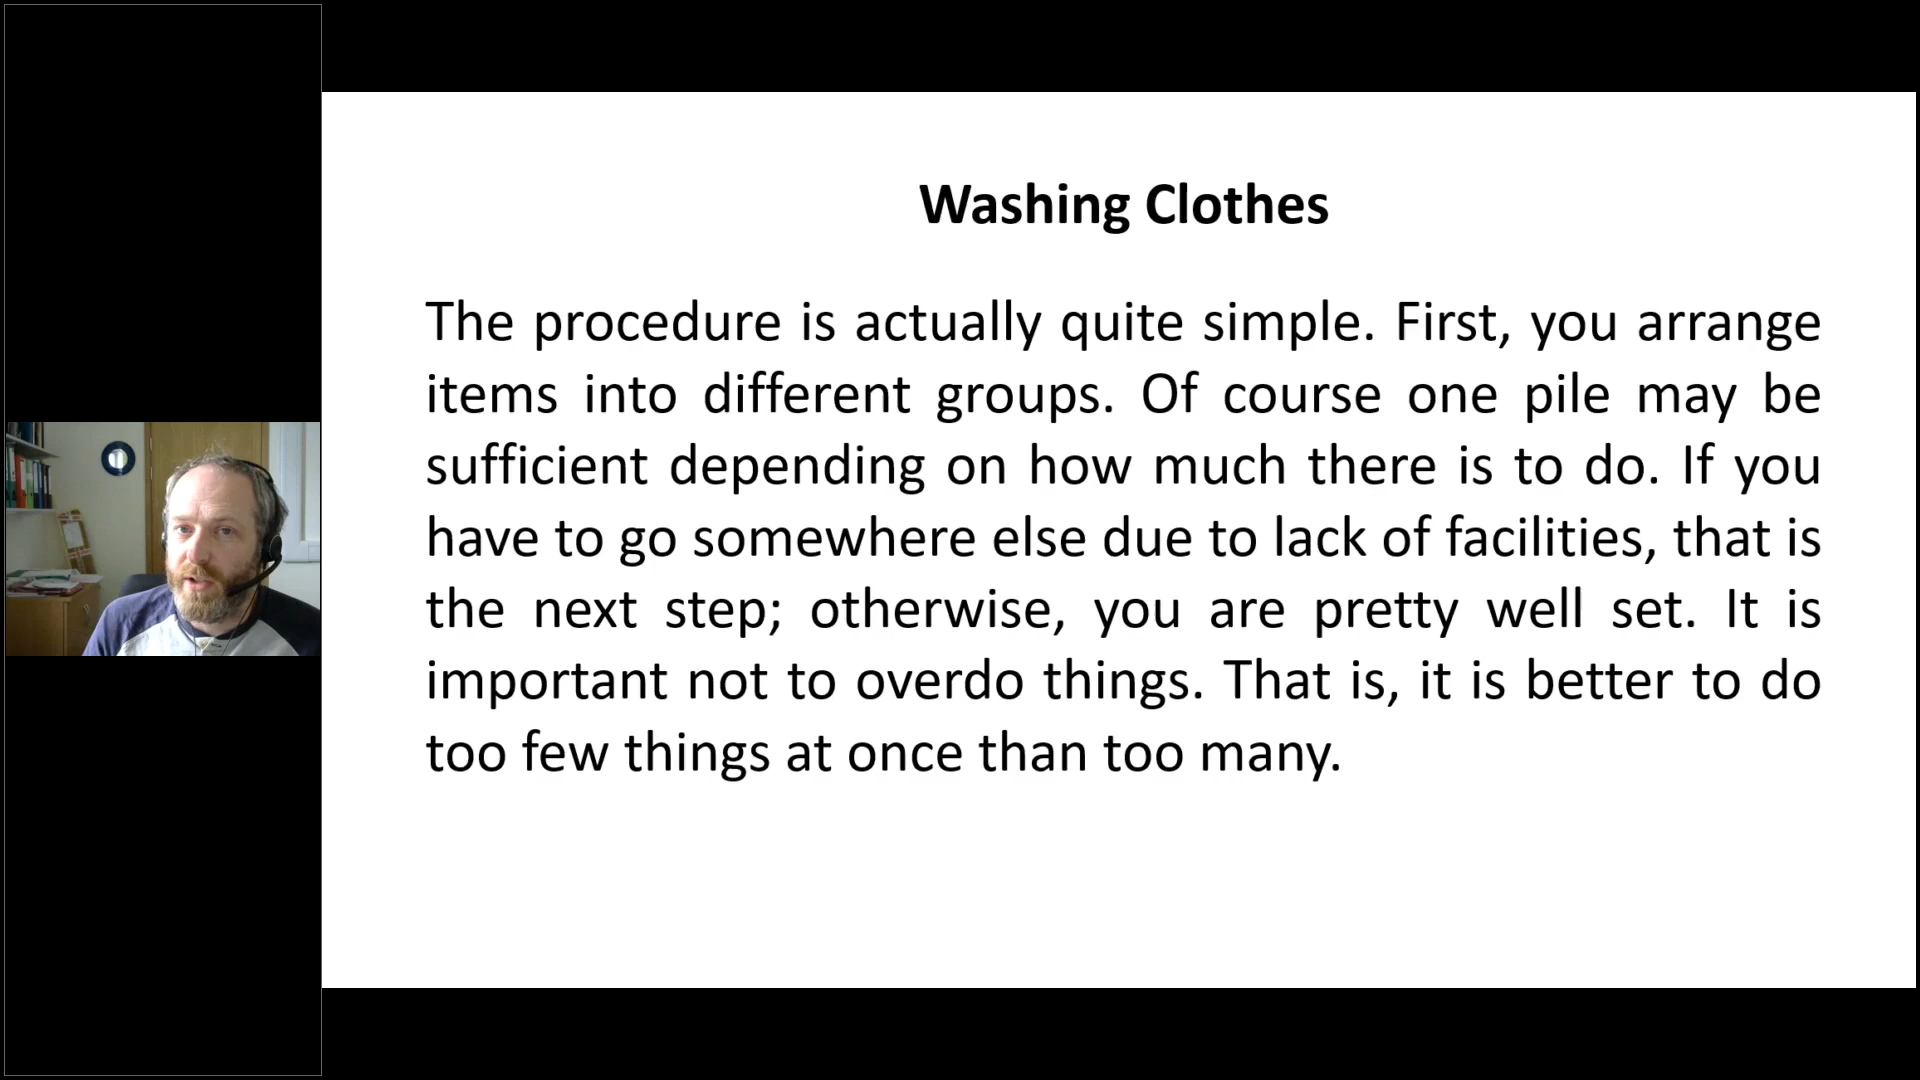 Washing Clothes
The procedure is actually quite simple. First, you arrange
items into different groups. Of course one pile may be
sufficient depending on how much there is to do. If you
have to go somewhere else due to lack of facilities, that is
the next step; otherwise, you are pretty well set. It is
important not to overdo things. That is, it is better to do
too few things at once than too many.